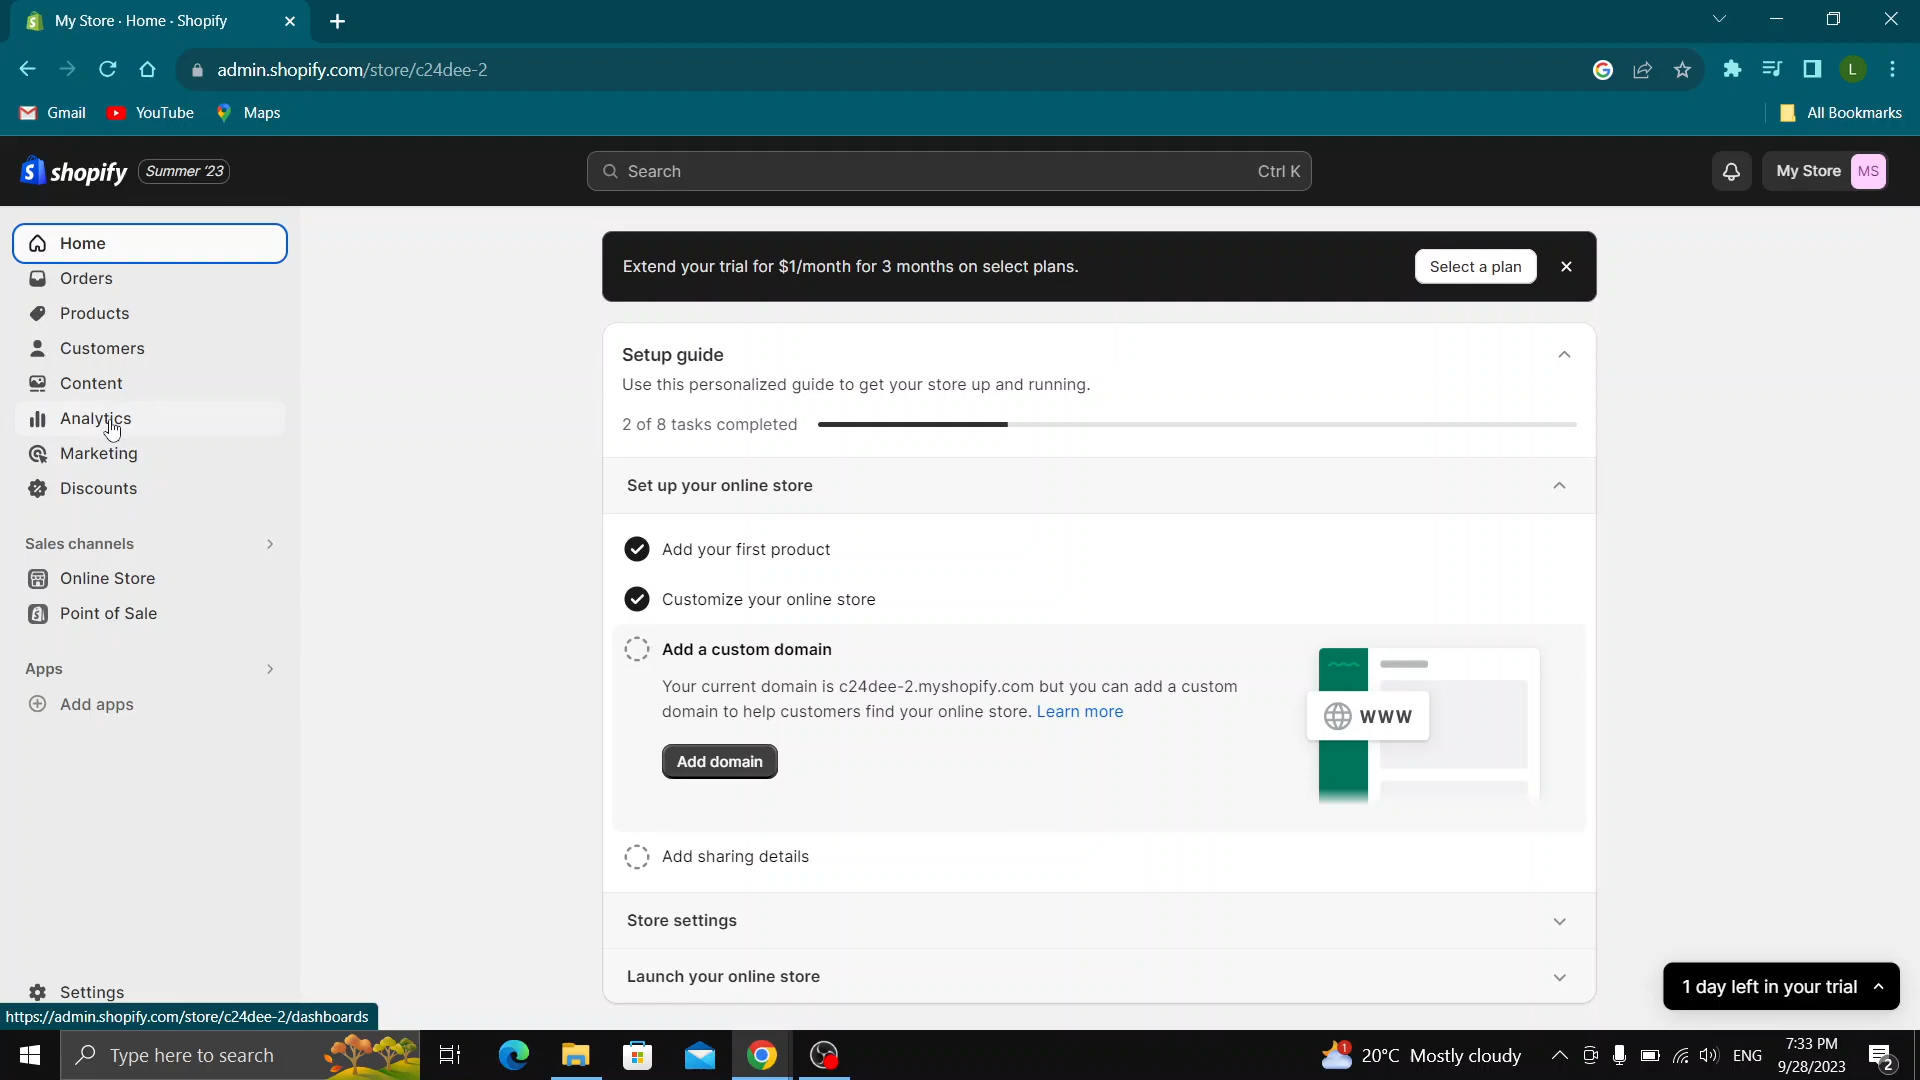 My Store · Home · Shopify
admin.shopify.com/store/c24dee-2
L
Gmail
YouTube
Maps
All Bookmarks
shopify
Summer '23
Search
Ctrl K
My Store
MS
Home
Orders
Products
Customers
Content
Analytics
Marketing
Discounts
Sales channels
Online Store
Point of Sale
Apps
Add apps
Settings
https://admin.shopify.com/store/c24dee-2/dashboards
Extend your trial for $1/month for 3 months on select plans.
Select a plan
Setup guide
Use this personalized guide to get your store up and running.
2 of 8 tasks completed
Set up your online store
Add your first product
Customize your online store
Add a custom domain
Your current domain is c24dee-2.myshopify.com but you can add a custom
domain to help customers find your online store. Learn more
Add domain
WWW
Add sharing details
Store settings
Launch your online store
1 day left in your trial
Type here to search
1
20°C Mostly cloudy
ENG
7:33 PM
9/28/2023
2